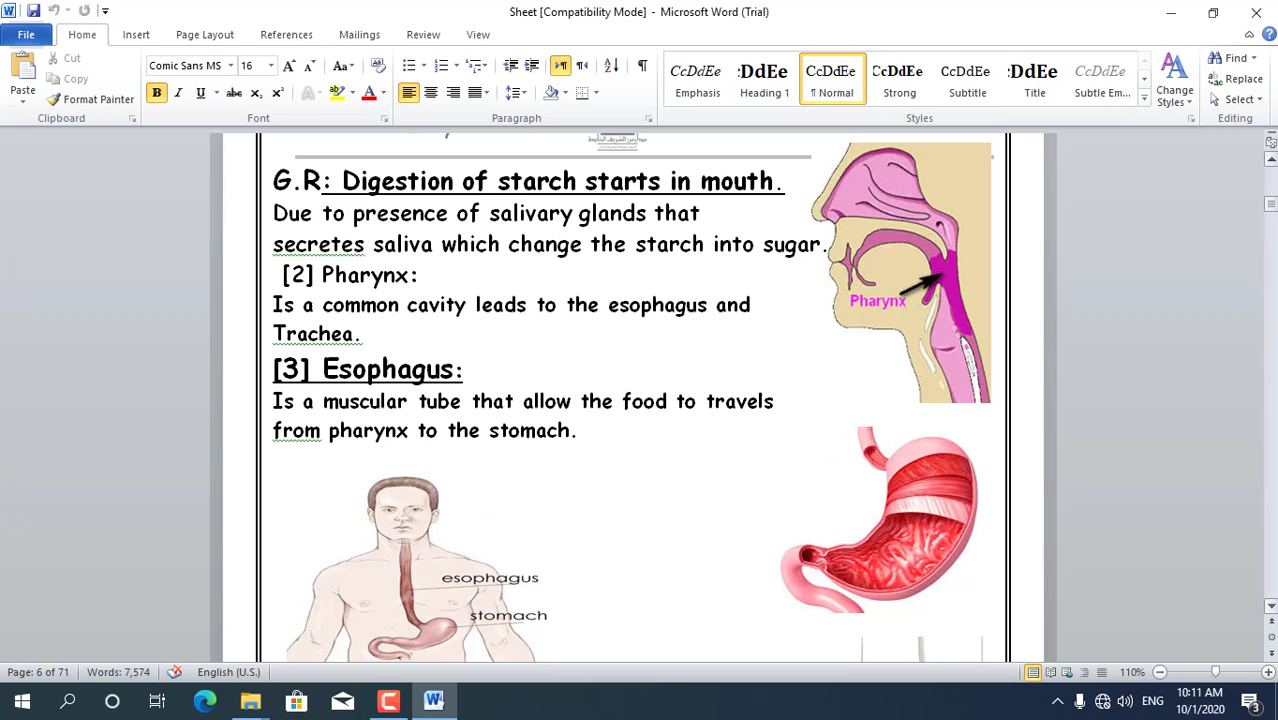 Sheet [Compatibility Mode] - Microsoft Word (Trial)
File Home Insert Page Layout References Mailings Review View
Paste
Cut
Copy
Format Painter
Clipboard
Comic Sans MS 16
Font
Paragraph
AaBbCcDdEe
Emphasis Heading 1 ¶ Normal Strong Subtitle Title Subtle Em...
Change
Styles
Styles
Find
Replace
Select
Editing
G.R: Digestion of starch starts in mouth.
Due to presence of salivary glands that
secretes saliva which change the starch into sugar.
[2] Pharynx:
Is a common cavity leads to the esophagus and
Trachea.
Pharynx
[3] Esophagus:
Is a muscular tube that allow the food to travels
from pharynx to the stomach.
esophagus
stomach
Page: 6 of 71 Words: 7,574 English (U.S.) 110%
ENG
10:11 AM
10/1/2020
3